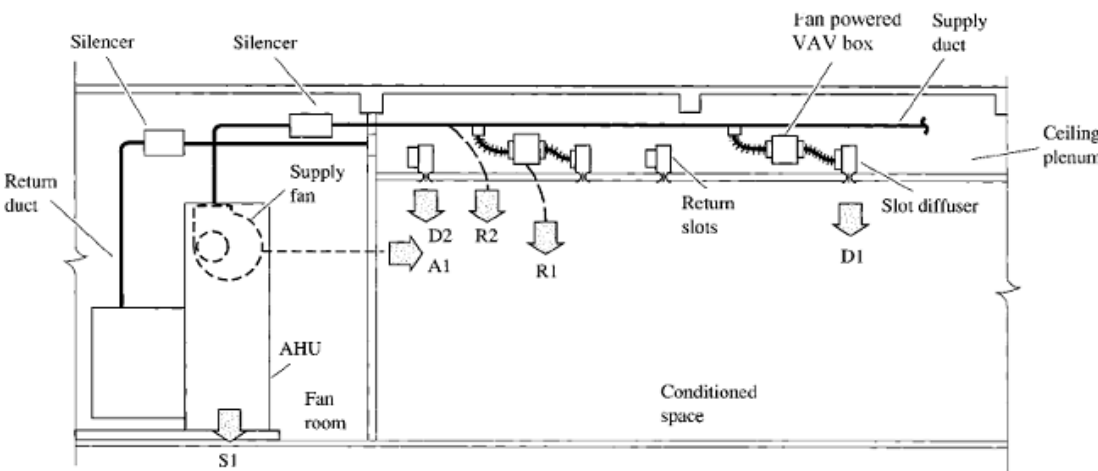 Silencer
Silencer
Fan powered
VAV box
Supply
duct
Ceiling
plenum
Return
duct
Supply
fan
Return
slots
Slot diffuser
D2
R2
A1
R1
D1
AHU
Fan
room
Conditioned
space
S1